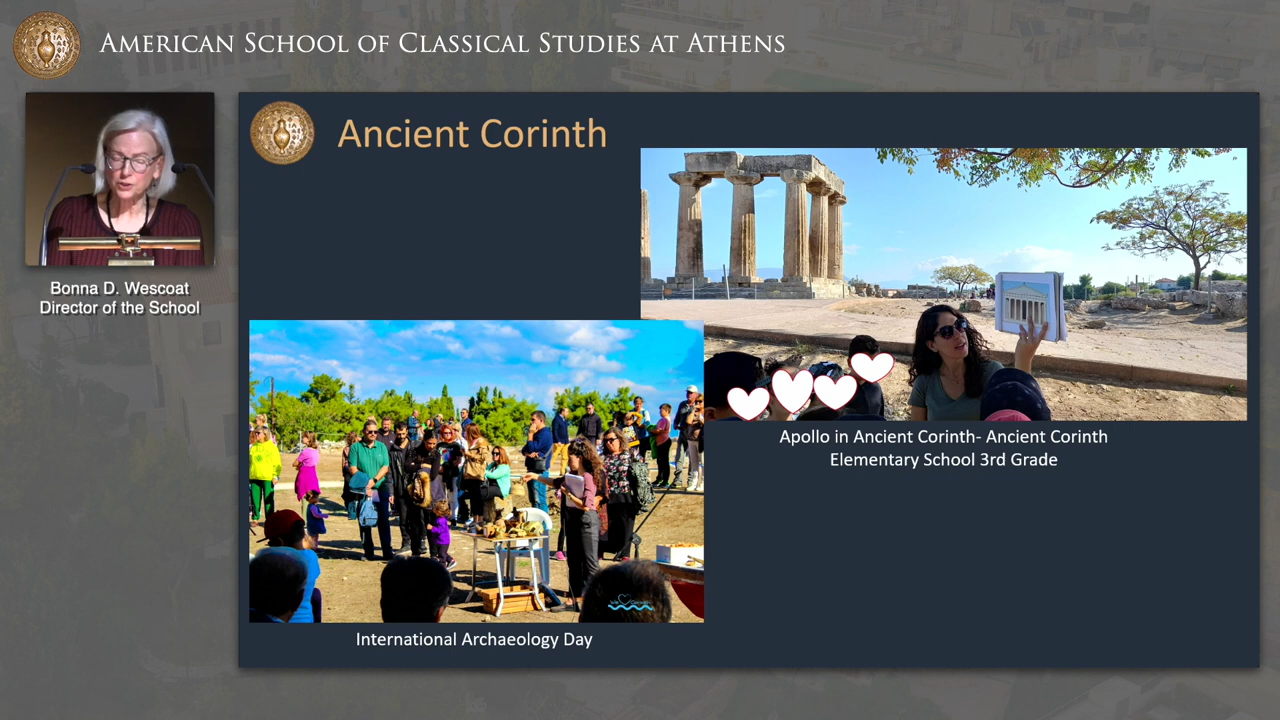 American School of Classical Studies at Athens
Bonna D. Wescoat
Director of the School
Ancient Corinth
Apollo in Ancient Corinth- Ancient Corinth
Elementary School 3rd Grade
International Archaeology Day